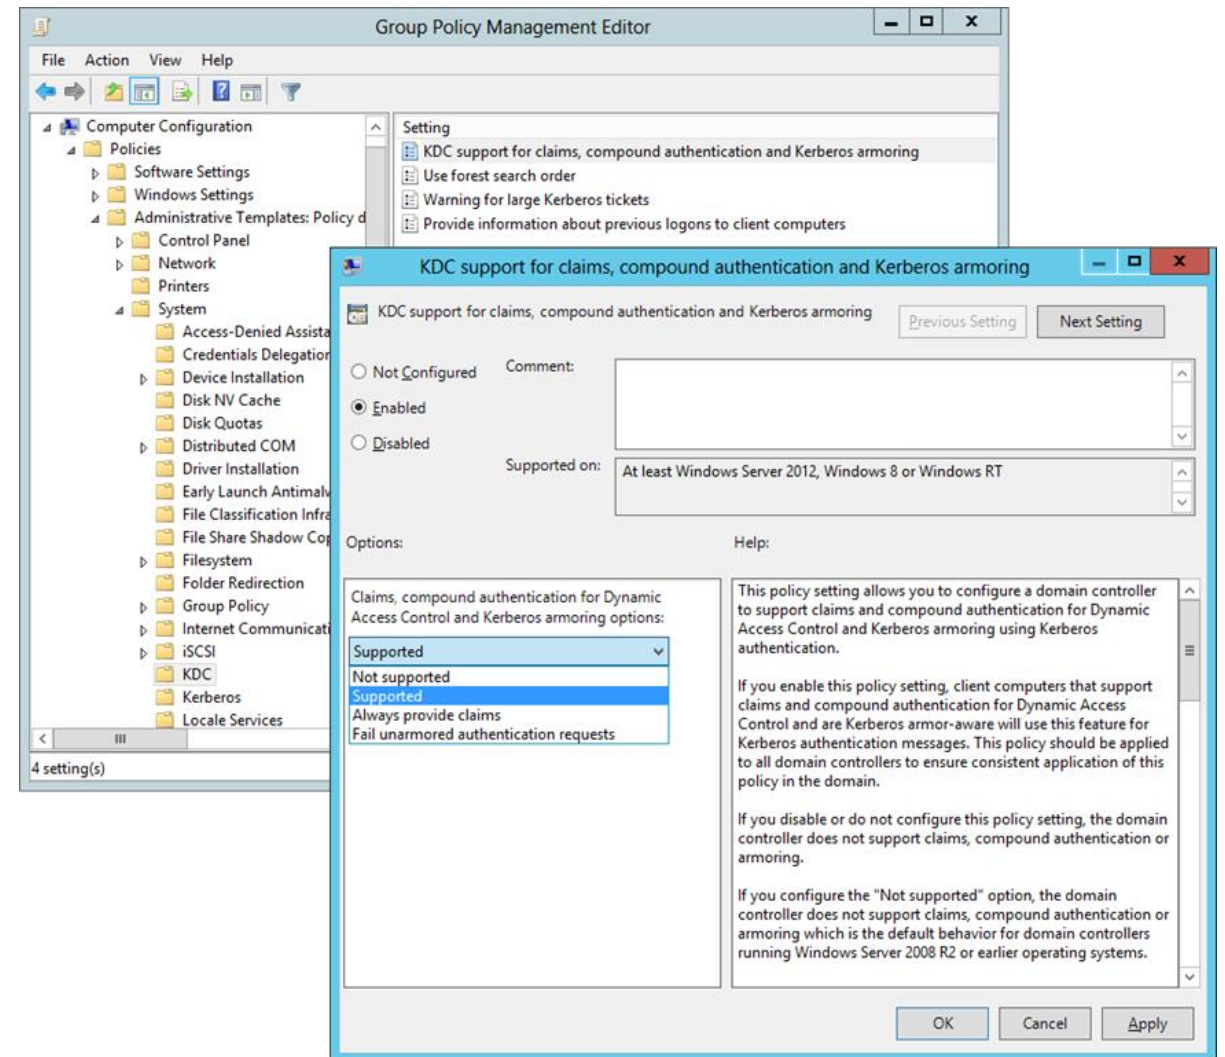 Group Policy Management Editor
File Action View Help
Computer Configuration
Policies
Software Settings
Windows Settings
Administrative Templates: Policy d
Control Panel
Network
Printers
System
Access-Denied Assista
Credentials Delegation
Device Installation
Disk NV Cache
Disk Quotas
Distributed COM
Driver Installation
Early Launch Antimalw
File Classification Infra
File Share Shadow Cop
Filesystem
Folder Redirection
Group Policy
Internet Communicati
iSCSI
KDC
Kerberos
Locale Services
4 setting(s)
Setting
KDC support for claims, compound authentication and Kerberos armoring
Use forest search order
Warning for large Kerberos tickets
Provide information about previous logons to client computers
KDC support for claims, compound authentication and Kerberos armoring
KDC support for claims, compound authentication and Kerberos armoring
Previous Setting
Next Setting
Not Configured
Enabled
Disabled
Comment:
Supported on:
At least Windows Server 2012, Windows 8 or Windows RT
Options:
Help:
Claims, compound authentication for Dynamic
Access Control and Kerberos armoring options:
Supported
Not supported
Supported
Always provide claims
Fail unarmored authentication requests
This policy setting allows you to configure a domain controller
to support claims and compound authentication for Dynamic
Access Control and Kerberos armoring using Kerberos
authentication.
If you enable this policy setting, client computers that support
claims and compound authentication for Dynamic Access
Control and are Kerberos armor-aware will use this feature for
Kerberos authentication messages. This policy should be applied
to all domain controllers to ensure consistent application of this
policy in the domain.
If you disable or do not configure this policy setting, the domain
controller does not support claims, compound authentication or
armoring.
If you configure the "Not supported" option, the domain
controller does not support claims, compound authentication or
armoring which is the default behavior for domain controllers
running Windows Server 2008 R2 or earlier operating systems.
OK
Cancel
Apply